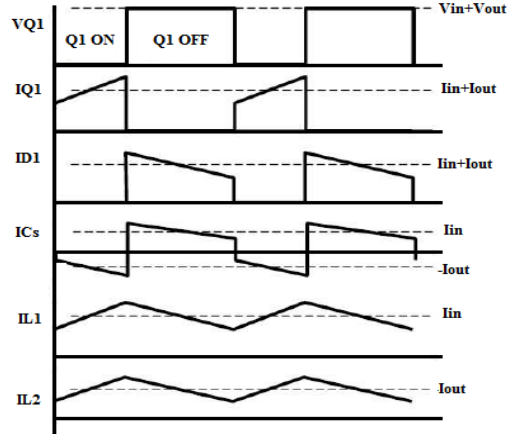 VQ1
Q1 ON
Q1 OFF
Vin+Vout
IQ1
Iin+Iout
ID1
Iin+Iout
ICs
Iin
-Iout
IL1
Iin
IL2
Iout